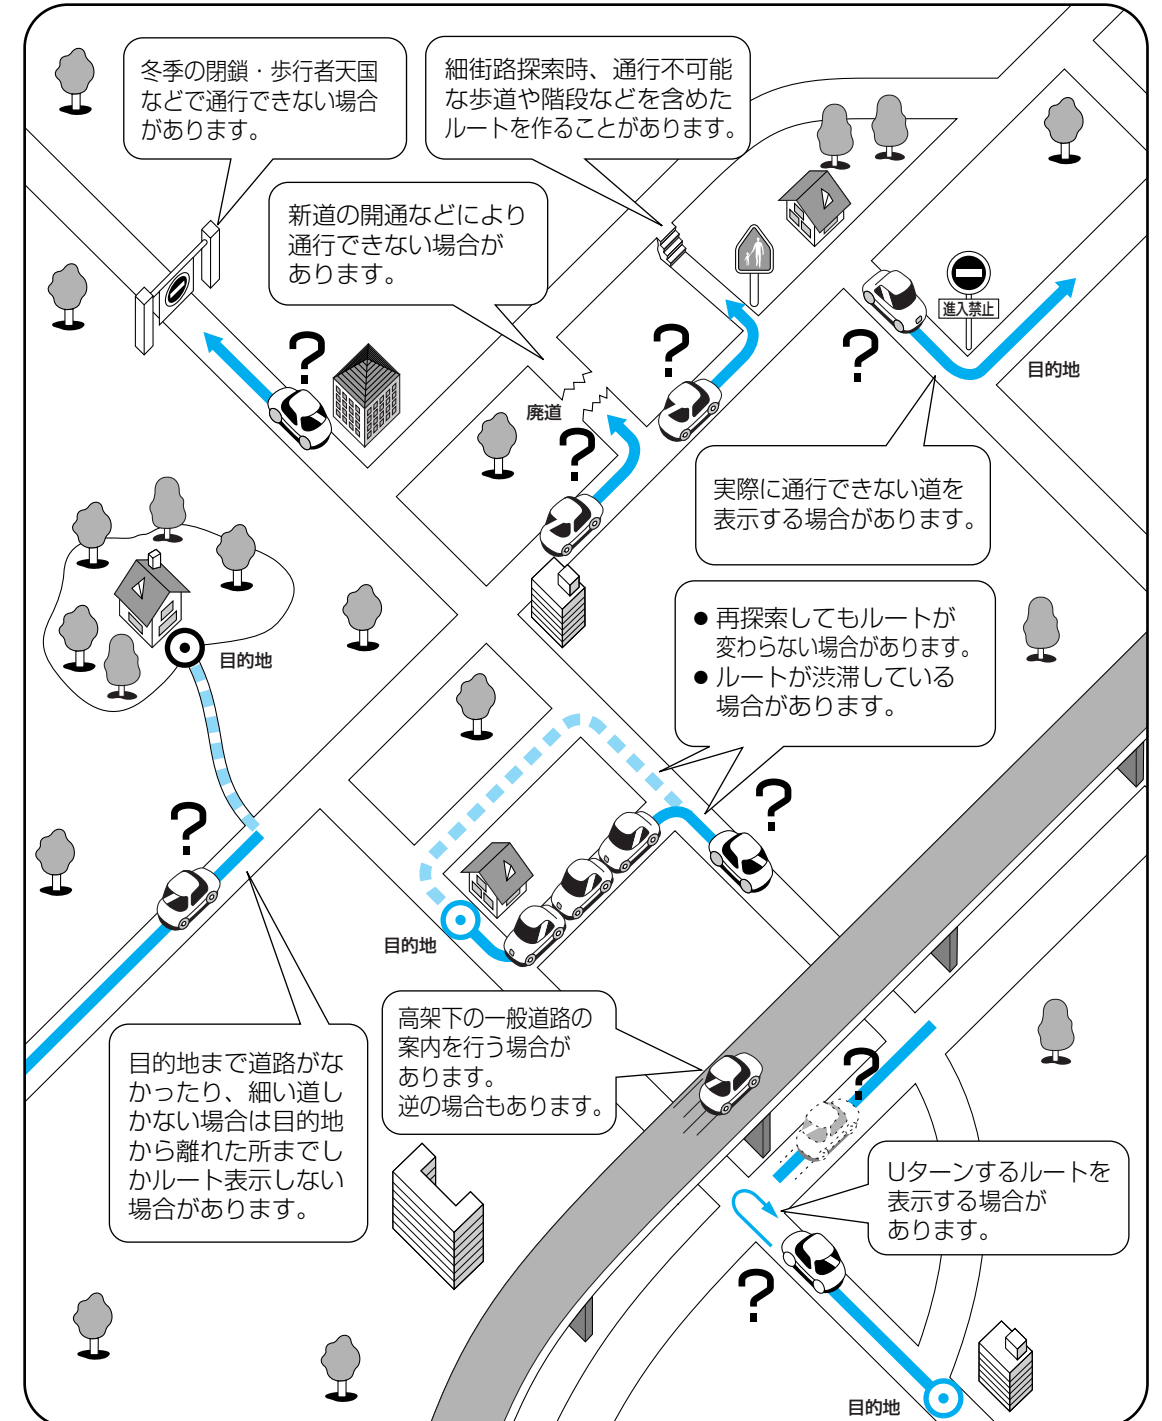 冬季の閉鎖・歩行者天国
などで通行できない場合
があります。
細街路探索時、通行不可能
な歩道や階段などを含めた
ルートを作ることがあります。
新道の開通などにより
通行できない場合が
あります。
進入禁止
目的地
廃道
実際に通行できない道を
表示する場合があります。
● 再探索してもルートが
変わらない場合があります。
● ルートが渋滞している
場合があります。
目的地
目的地
高架下の一般道路の
案内を行う場合が
あります。
逆の場合もあります。
目的地まで道路がな
かったり、細い道し
かない場合は目的地
から離れた所までし
かルート表示しない
場合があります。
Uターンするルートを
表示する場合が
あります。
目的地
?
?
?
?
?
?
?
?
?